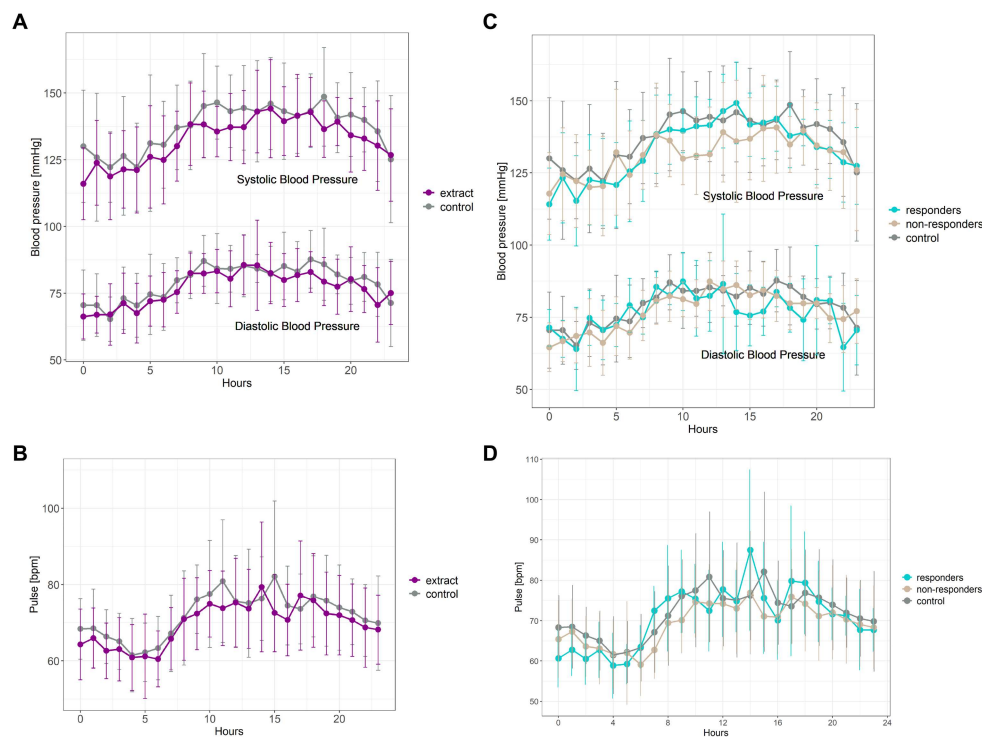 A
Blood pressure [mmHg]
150
125
100
75
50
Systolic Blood Pressure
Diastolic Blood Pressure
0 5 10 15 20
Hours
extract
control
C
Blood pressure [mmHg]
150
125
100
75
50
Systolic Blood Pressure
Diastolic Blood Pressure
0 5 10 15 20
Hours
responders
non-responders
control
B
Pulse [bpm]
100
80
60
0 5 10 15 20
Hours
extract
control
D
Pulse [bpm]
110
100
90
80
70
60
50
0 4 8 12 16 20 24
Hours
responders
non-responders
control